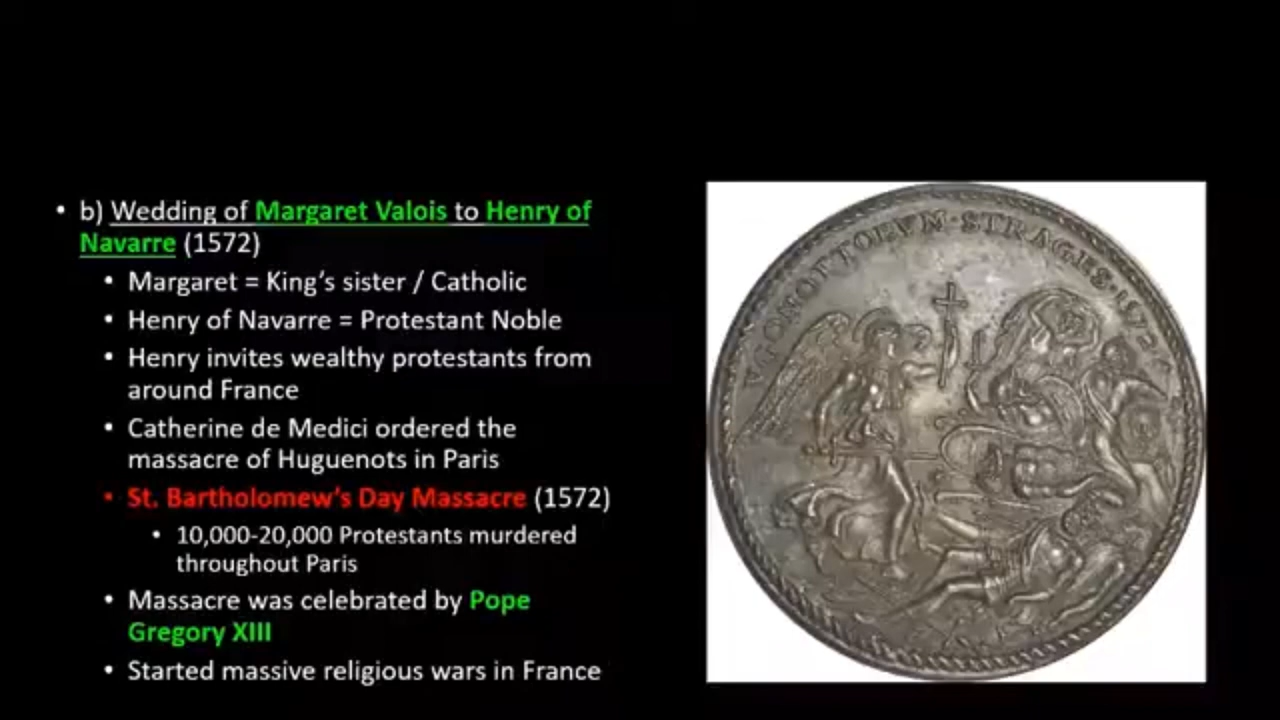 • b) Wedding of Margaret Valois to Henry of
Navarre (1572)
• Margaret = King's sister / Catholic
• Henry of Navarre = Protestant Noble
• Henry invites wealthy protestants from
around France
• Catherine de Medici ordered the
massacre of Huguenots in Paris
• St. Bartholomew's Day Massacre (1572)
• 10,000-20,000 Protestants murdered
throughout Paris
• Massacre was celebrated by Pope
Gregory XIII
• Started massive religious wars in France
VGONOTTORVM·STRAGES·1572